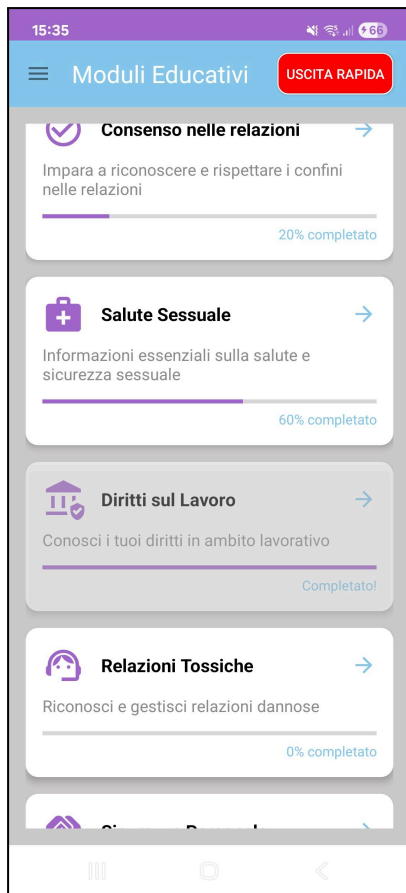 15:35
66
Moduli Educativi
USCITA RAPIDA
Consenso nelle relazioni
Impara a riconoscere e rispettare i confini
nelle relazioni
20% completato
Salute Sessuale
Informazioni essenziali sulla salute e
sicurezza sessuale
60% completato
Diritti sul Lavoro
Conosci i tuoi diritti in ambito lavorativo
Completato!
Relazioni Tossiche
Riconosci e gestisci relazioni dannose
0% completato